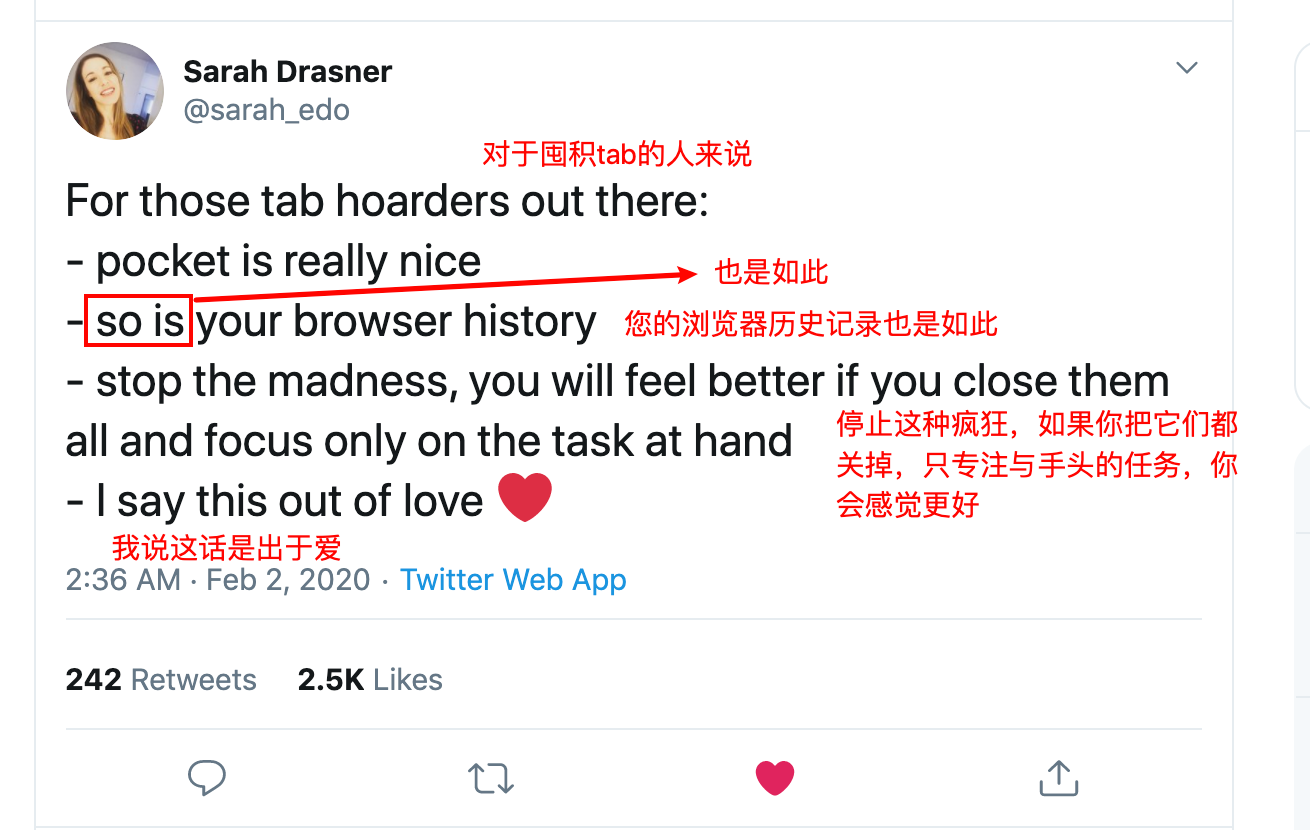 Sarah Drasner
@sarah_edo
对于囤积tab的人来说
For those tab hoarders out there:
- pocket is really nice
也是如此
- so is your browser history
您的浏览器历史记录也是如此
- stop the madness, you will feel better if you close them
all and focus only on the task at hand
停止这种疯狂，如果你把它们都
关掉，只专注与手头的任务，你
会感觉更好
- I say this out of love ❤️
我说这话是出于爱
2:36 AM · Feb 2, 2020 · Twitter Web App
242 Retweets 2.5K Likes